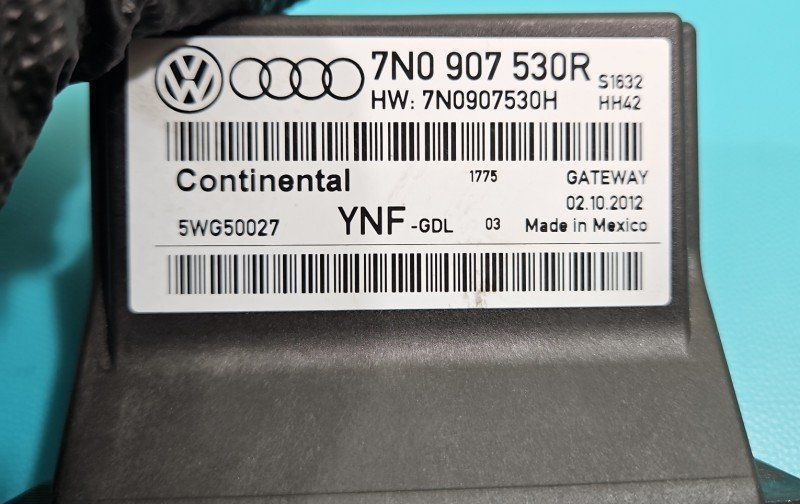 7N0 907 530R S1632
HW: 7N0907530H HH42
Continental 1775 GATEWAY
02.10.2012
5WG50027 YNF-GDL 03 Made in Mexico